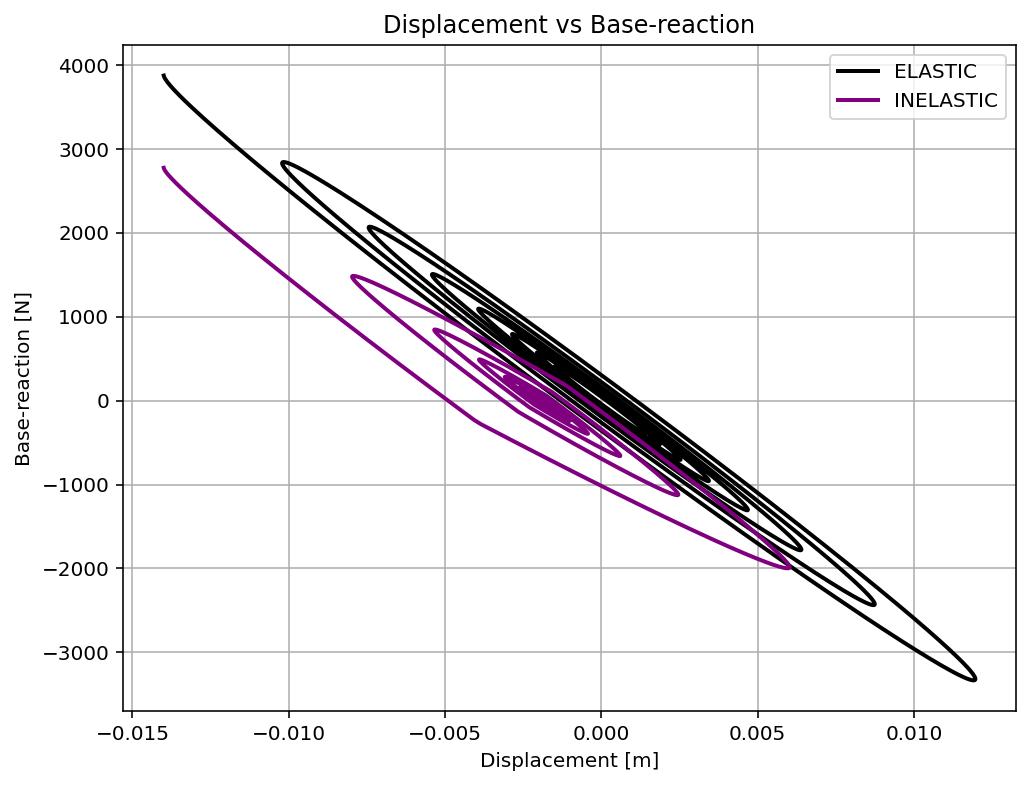 Displacement vs Base-reaction
ELASTIC
INELASTIC
Base-reaction [N]
4000
3000
2000
1000
0
−1000
−2000
−3000
−0.015 −0.010 −0.005 0.000 0.005 0.010
Displacement [m]